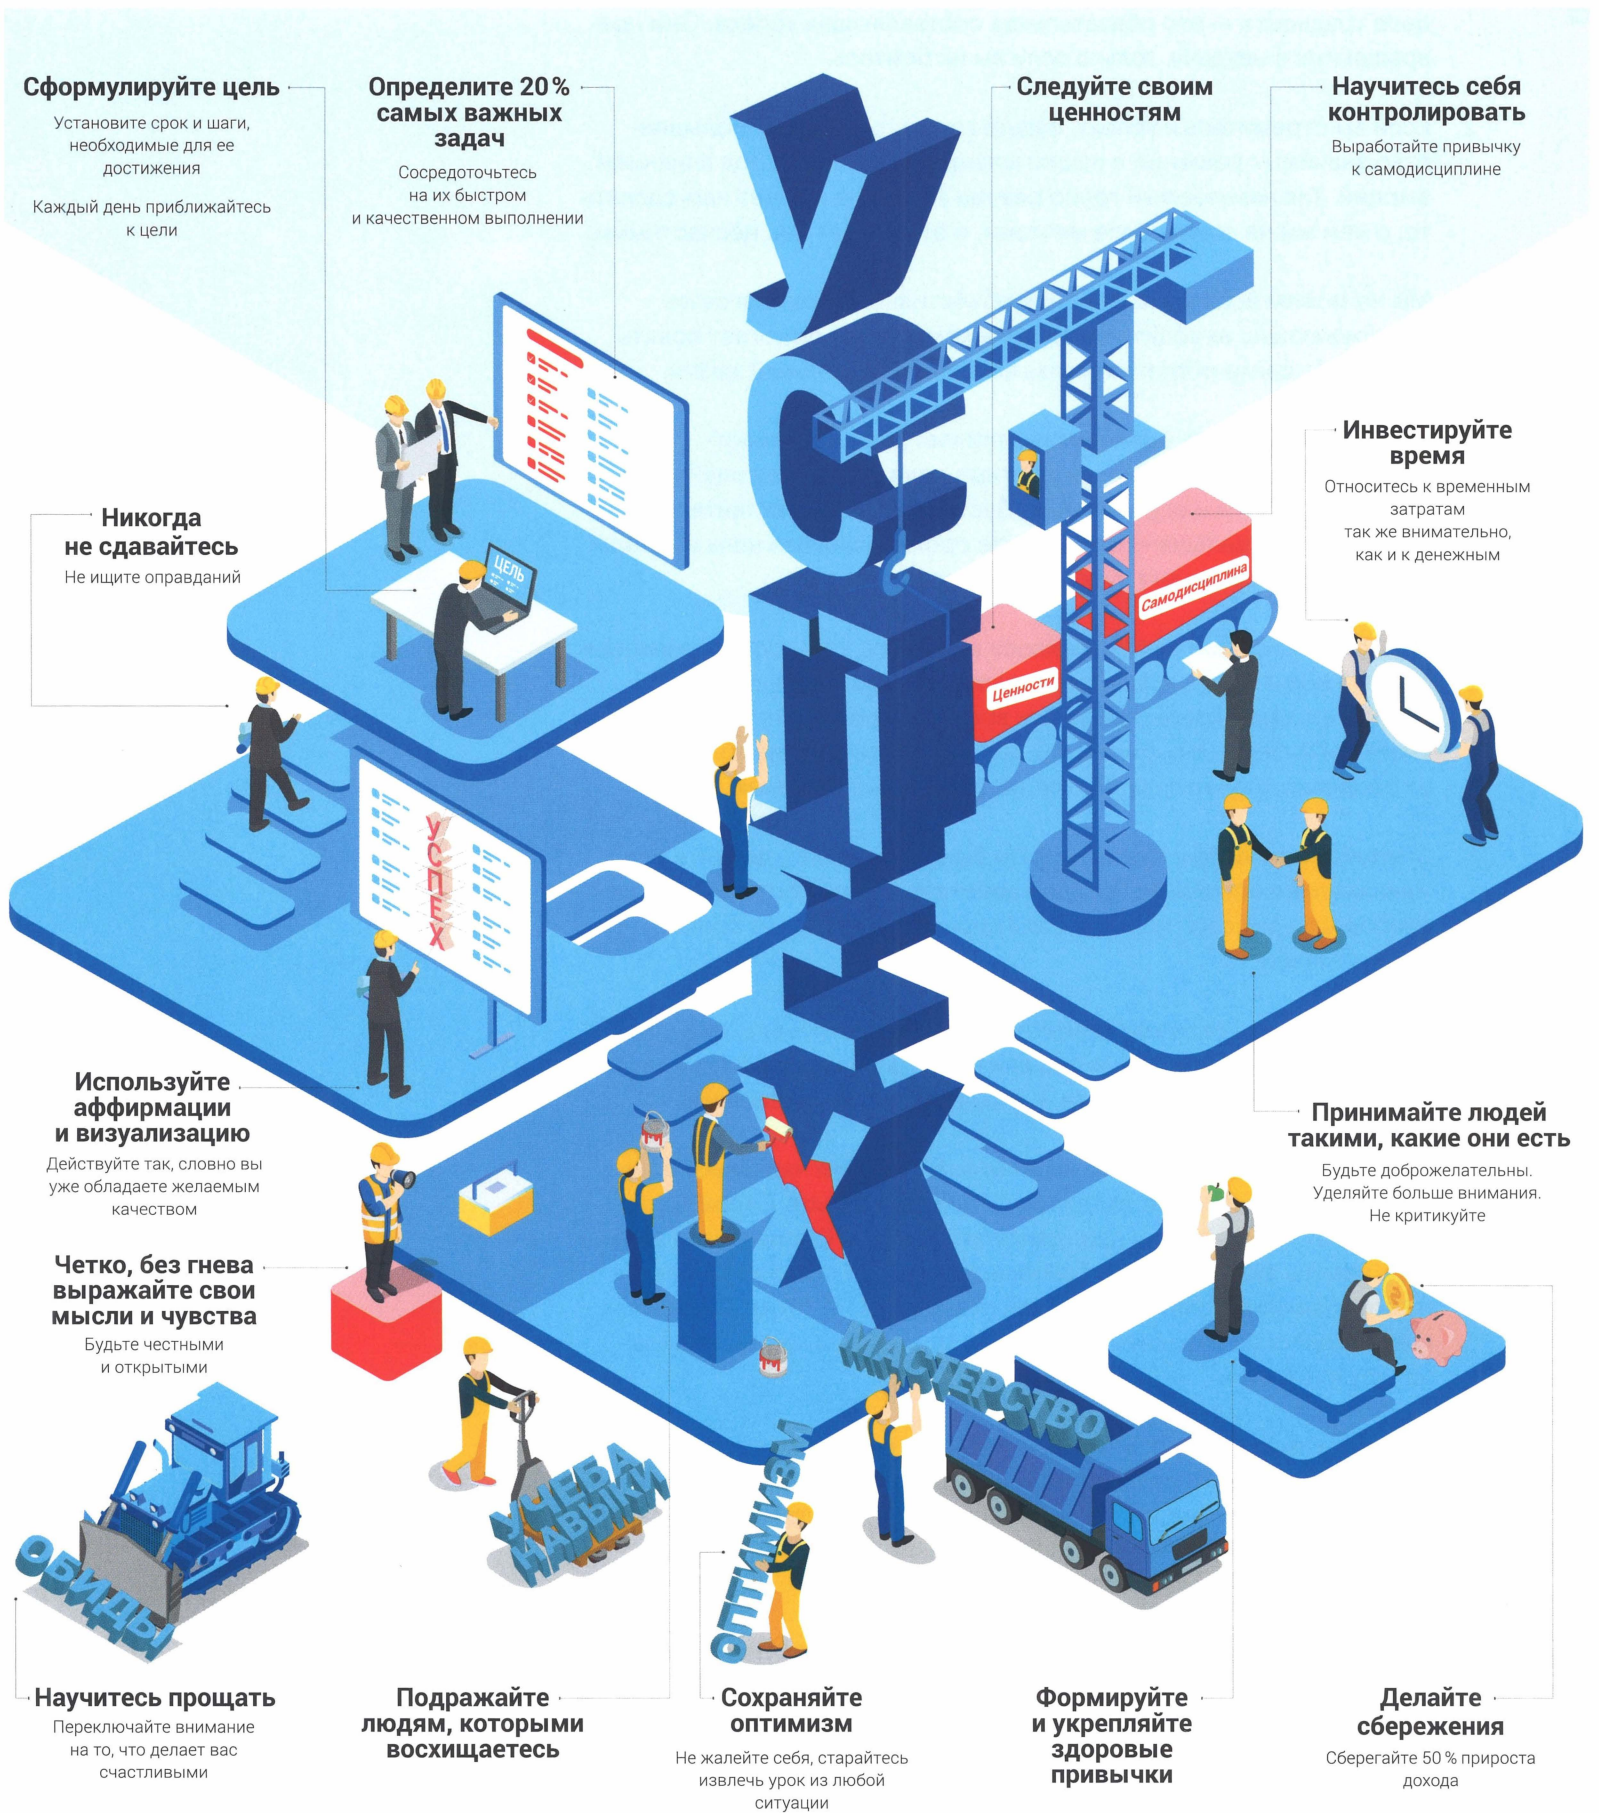 Сформулируйте цель
Установите срок и шаги,
необходимые для ее
достижения
Каждый день приближайтесь
к цели
Определите 20 %
самых важных
задач
Сосредоточьтесь
на их быстром
и качественном выполнении
Следуйте своим
ценностям
Научитесь себя
контролировать
Выработайте привычку
к самодисциплине
УСПЕХ
Инвестируйте
время
Относитесь к временным
затратам
так же внимательно,
как и к денежным
Никогда
не сдавайтесь
Не ищите оправданий
ЦЕЛЬ
Самодисциплина
Ценности
УСПЕХ
Используйте
аффирмации
и визуализацию
Действуйте так, словно вы
уже обладаете желаемым
качеством
Принимайте людей
такими, какие они есть
Будьте доброжелательны.
Уделяйте больше внимания.
Не критикуйте
Четко, без гнева
выражайте свои
мысли и чувства
Будьте честными
и открытыми
МАСТЕРСТВО
УЧЕБА
НАВЫКИ
ОПТИМИЗМ
ОБИДЫ
Научитесь прощать
Переключайте внимание
на то, что делает вас
счастливыми
Подражайте
людям, которыми
восхищаетесь
Сохраняйте
оптимизм
Не жалейте себя, старайтесь
извлечь урок из любой
ситуации
Формируйте
и укрепляйте
здоровые
привычки
Делайте
сбережения
Сберегайте 50 % прироста
дохода